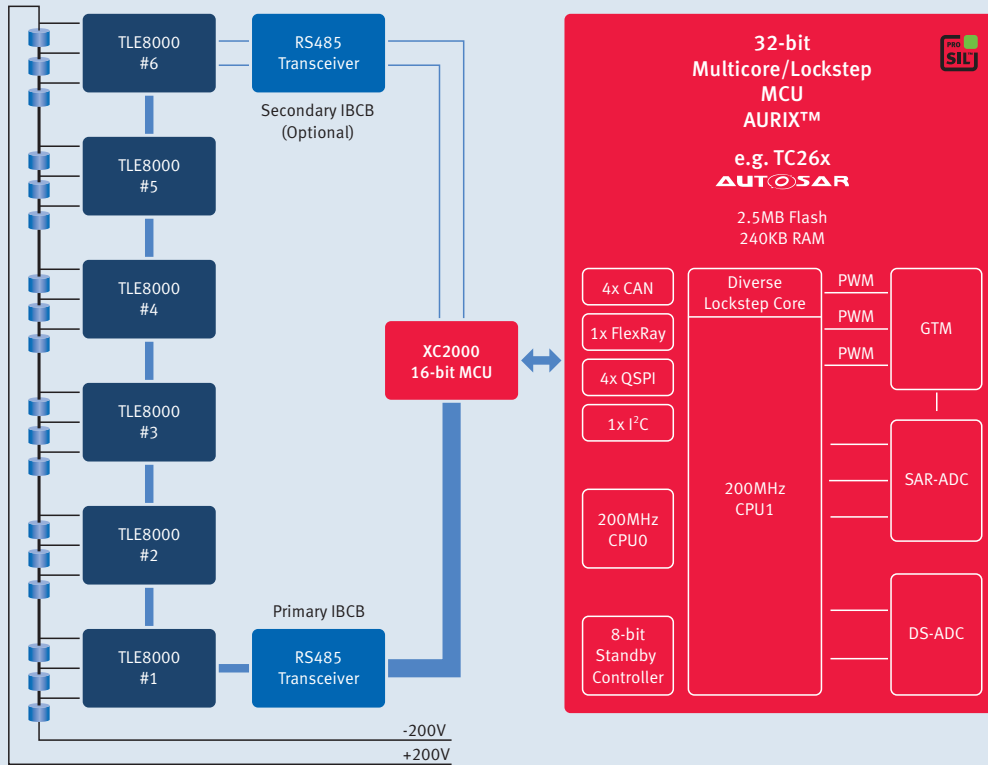 TLE8000
#6
RS485
Transceiver
Secondary IBCB
(Optional)
TLE8000
#5
TLE8000
#4
TLE8000
#3
TLE8000
#2
TLE8000
#1
Primary IBCB
RS485
Transceiver
-200V
+200V
XC2000
16-bit MCU
32-bit
Multicore/Lockstep
MCU
AURIX™
PRO
SIL™
e.g. TC26x
AUTOSAR
2.5MB Flash
240KB RAM
4x CAN
1x FlexRay
4x QSPI
1x I²C
200MHz
CPU0
8-bit
Standby
Controller
Diverse
Lockstep Core
200MHz
CPU1
PWM
PWM
PWM
GTM
SAR-ADC
DS-ADC